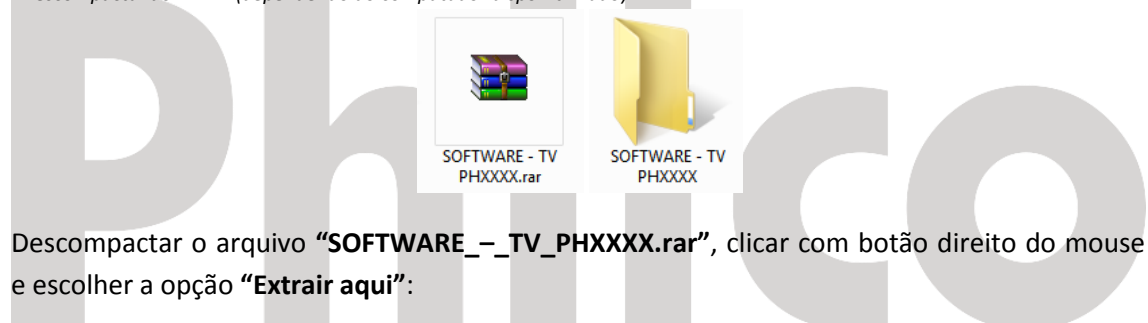 SOFTWARE - TV
PHXXXX.rar
SOFTWARE - TV
PHXXXX
Descompactar o arquivo “SOFTWARE_–_TV_PHXXXX.rar”, clicar com botão direito do mouse
e escolher a opção “Extrair aqui”:
Philco